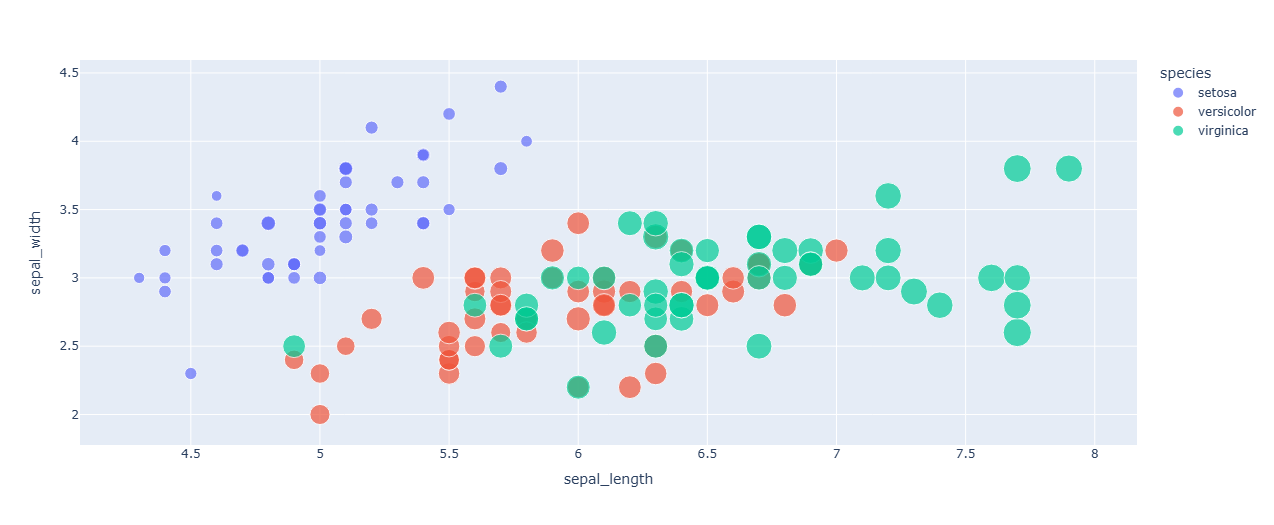 species
setosa
versicolor
virginica
sepal_width
4.5
4
3.5
3
2.5
2
4.5 5 5.5 6 6.5 7 7.5 8
sepal_length